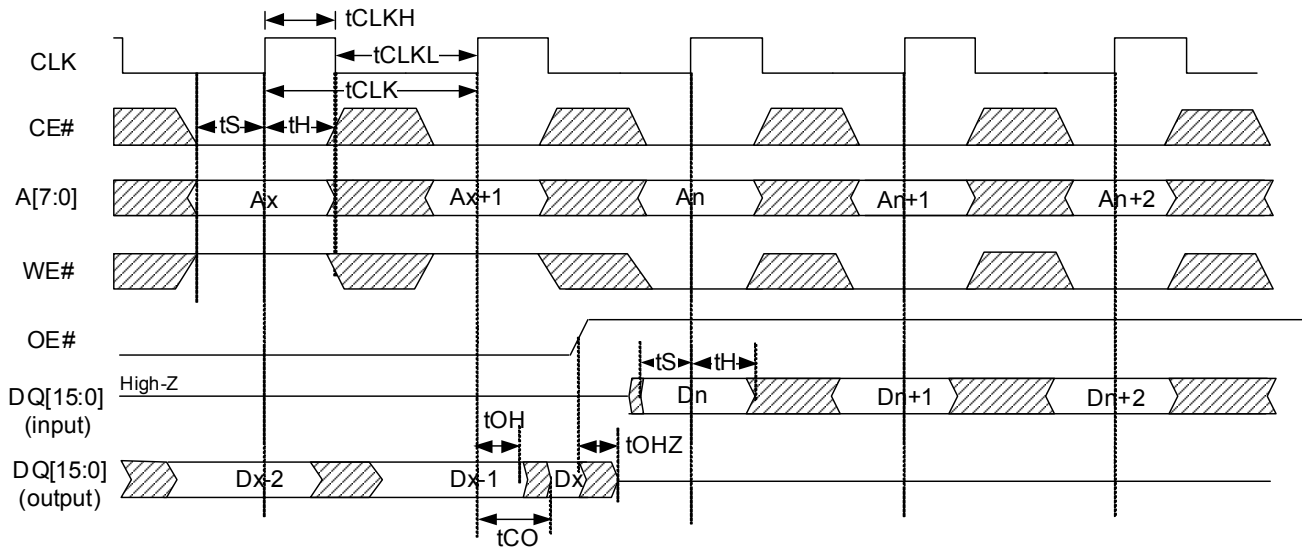 tCLKH
CLK
tCLKL
tCLK
CE#
tS
tH
A[7:0]
Ax
Ax+1
An
An+1
An+2
WE#
OE#
tS
tH
High-Z
DQ[15:0]
(input)
Dn
Dn+1
Dn+2
tOH
tOHZ
DQ[15:0]
(output)
Dx-2
Dx-1
Dx
tCO